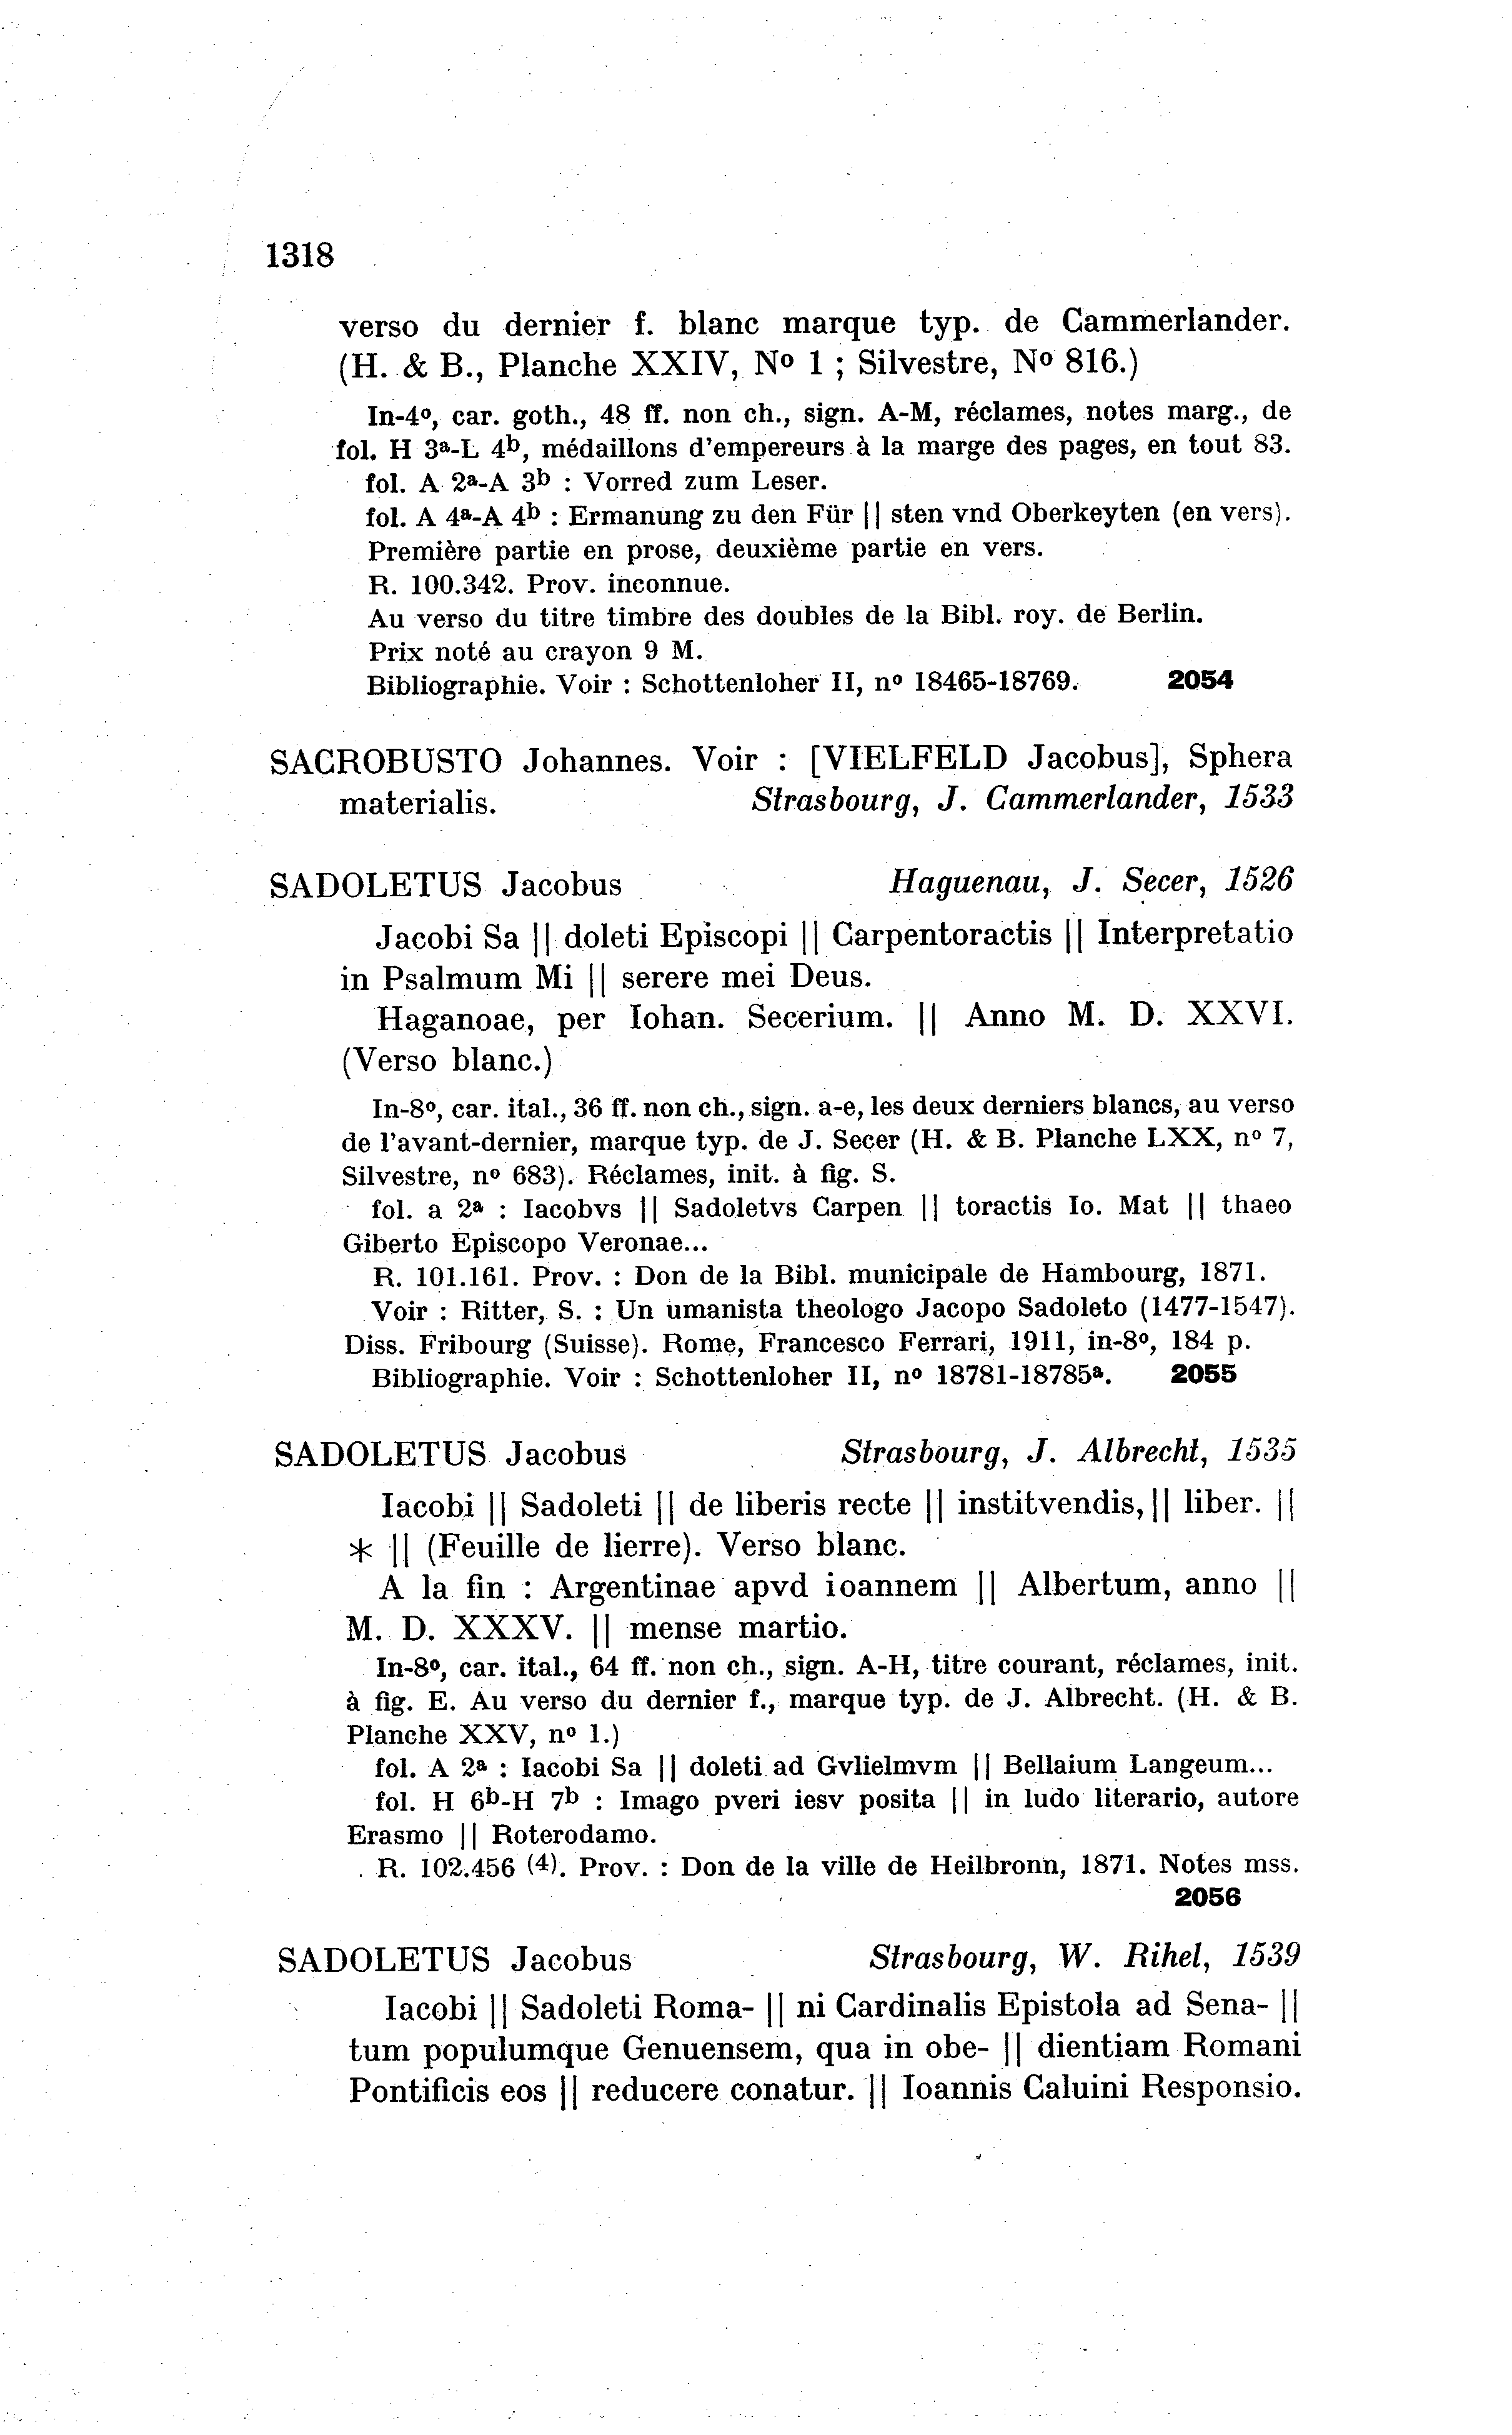 1318
verso du dernier f. blanc marque typ. de Cammerlander.
(H. & B., Planche XXIV, Nº 1 ; Silvestre, Nº 816.)
In-4º, car. goth., 48 ff. non ch., sign. A-M, réclames, notes marg., de
fol. H 3ª-L 4ᵇ, médaillons d'empereurs à la marge des pages, en tout 83.
fol. A 2ª-A 3ᵇ : Vorred zum Leser.
fol. A 4ª-A 4ᵇ : Ermanung zu den Für || sten vnd Oberkeyten (en vers).
Première partie en prose, deuxième partie en vers.
R. 100.342. Prov. inconnue.
Au verso du titre timbre des doubles de la Bibl. roy. de Berlin.
Prix noté au crayon 9 M.
Bibliographie. Voir : Schottenloher II, nº 18465-18769. 2054
SACROBUSTO Johannes. Voir : [VIELFELD Jacobus], Sphera
materialis. Strasbourg, J. Cammerlander, 1533
SADOLETUS Jacobus Haguenau, J. Secer, 1526
Jacobi Sa || doleti Episcopi || Carpentoractis || Interpretatio
in Psalmum Mi || serere mei Deus.
Haganoae, per Iohan. Secerium. || Anno M. D. XXVI.
(Verso blanc.)
In-8º, car. ital., 36 ff. non ch., sign. a-e, les deux derniers blancs, au verso
de l'avant-dernier, marque typ. de J. Secer (H. & B. Planche LXX, nº 7,
Silvestre, nº 683). Réclames, init. à fig. S.
fol. a 2ª : Iacobvs || Sadoletvs Carpen || toractis Io. Mat || thaeo
Giberto Episcopo Veronae...
R. 101.161. Prov. : Don de la Bibl. municipale de Hambourg, 1871.
Voir : Ritter, S. : Un umanista theologo Jacopo Sadoleto (1477-1547).
Diss. Fribourg (Suisse). Rome, Francesco Ferrari, 1911, in-8º, 184 p.
Bibliographie. Voir : Schottenloher II, nº 18781-18785ª. 2055
SADOLETUS Jacobus Strasbourg, J. Albrecht, 1535
Iacobi || Sadoleti || de liberis recte || institvendis, || liber. ||
* || (Feuille de lierre). Verso blanc.
A la fin : Argentinae apvd ioannem || Albertum, anno ||
M. D. XXXV. || mense martio.
In-8º, car. ital., 64 ff. non ch., sign. A-H, titre courant, réclames, init.
à fig. E. Au verso du dernier f., marque typ. de J. Albrecht. (H. & B.
Planche XXV, nº 1.)
fol. A 2ª : Iacobi Sa || doleti ad Gvlielmvm || Bellaium Langeum...
fol. H 6ᵇ-H 7ᵇ : Imago pveri iesv posita || in ludo literario, autore
Erasmo || Roterodamo.
R. 102.456 (4). Prov. : Don de la ville de Heilbronn, 1871. Notes mss.
2056
SADOLETUS Jacobus Strasbourg, W. Rihel, 1539
Iacobi || Sadoleti Roma- || ni Cardinalis Epistola ad Sena- ||
tum populumque Genuensem, qua in obe- || dientiam Romani
Pontificis eos || reducere conatur. || Ioannis Caluini Responsio.